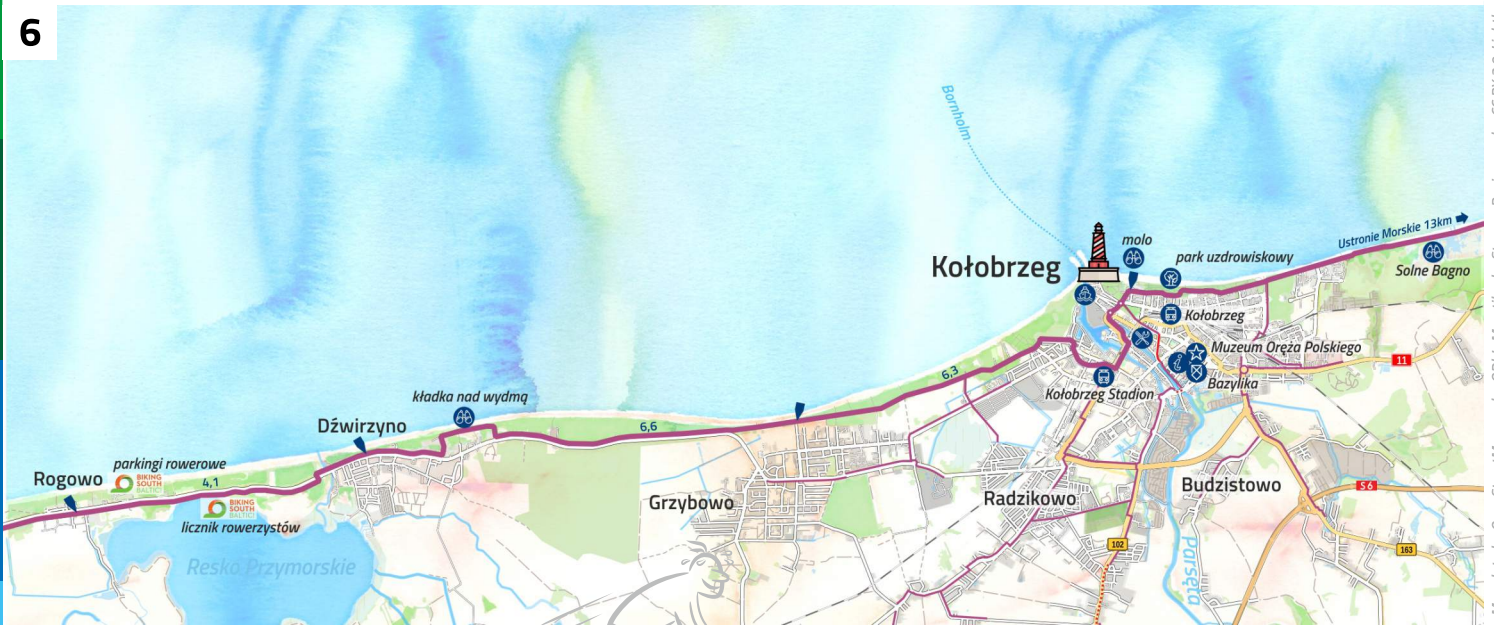 6
Bornholm
molo
park uzdrowiskowy
Ustronie Morskie 13km
Solne Bagno
Kołobrzeg
Kołobrzeg
Muzeum Oręża Polskiego
11
Bazylika
Kołobrzeg Stadion
6,3
kładka nad wydmą
Dźwirzyno
6,6
parkingi rowerowe
Rogowo
BIKING
SOUTH
BALTIC!
4,1
BIKING
SOUTH
BALTIC!
licznik rowerzystów
Grzybowo
Radzikowo
Budzistowo
S6
102
163
Resko Przymorskie
Parsęta